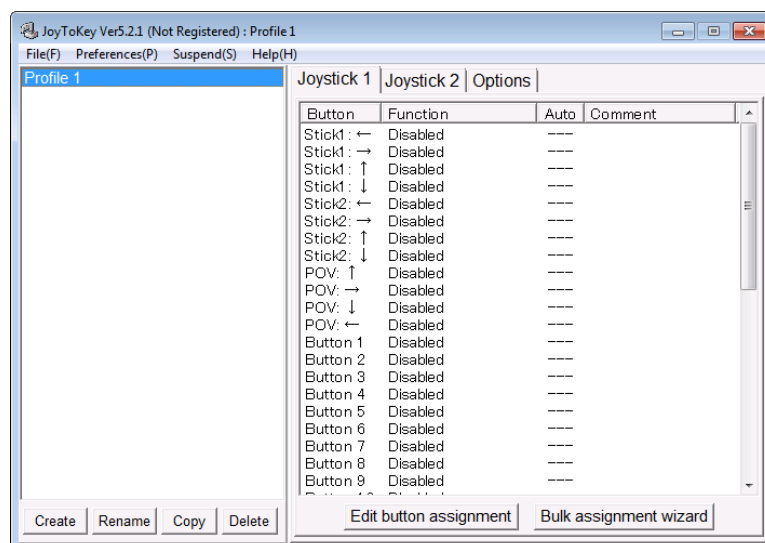 JoyToKey Ver5.2.1 (Not Registered) : Profile 1
File(F) Preferences(P) Suspend(S) Help(H)
Profile 1
Joystick 1 Joystick 2 Options
Button Function Auto Comment
Stick1: ← Disabled ---
Stick1: → Disabled ---
Stick1: ↑ Disabled ---
Stick1: ↓ Disabled ---
Stick2: ← Disabled ---
Stick2: → Disabled ---
Stick2: ↑ Disabled ---
Stick2: ↓ Disabled ---
POV: ↑ Disabled ---
POV: → Disabled ---
POV: ↓ Disabled ---
POV: ← Disabled ---
Button 1 Disabled ---
Button 2 Disabled ---
Button 3 Disabled ---
Button 4 Disabled ---
Button 5 Disabled ---
Button 6 Disabled ---
Button 7 Disabled ---
Button 8 Disabled ---
Button 9 Disabled ---
Create Rename Copy Delete
Edit button assignment Bulk assignment wizard